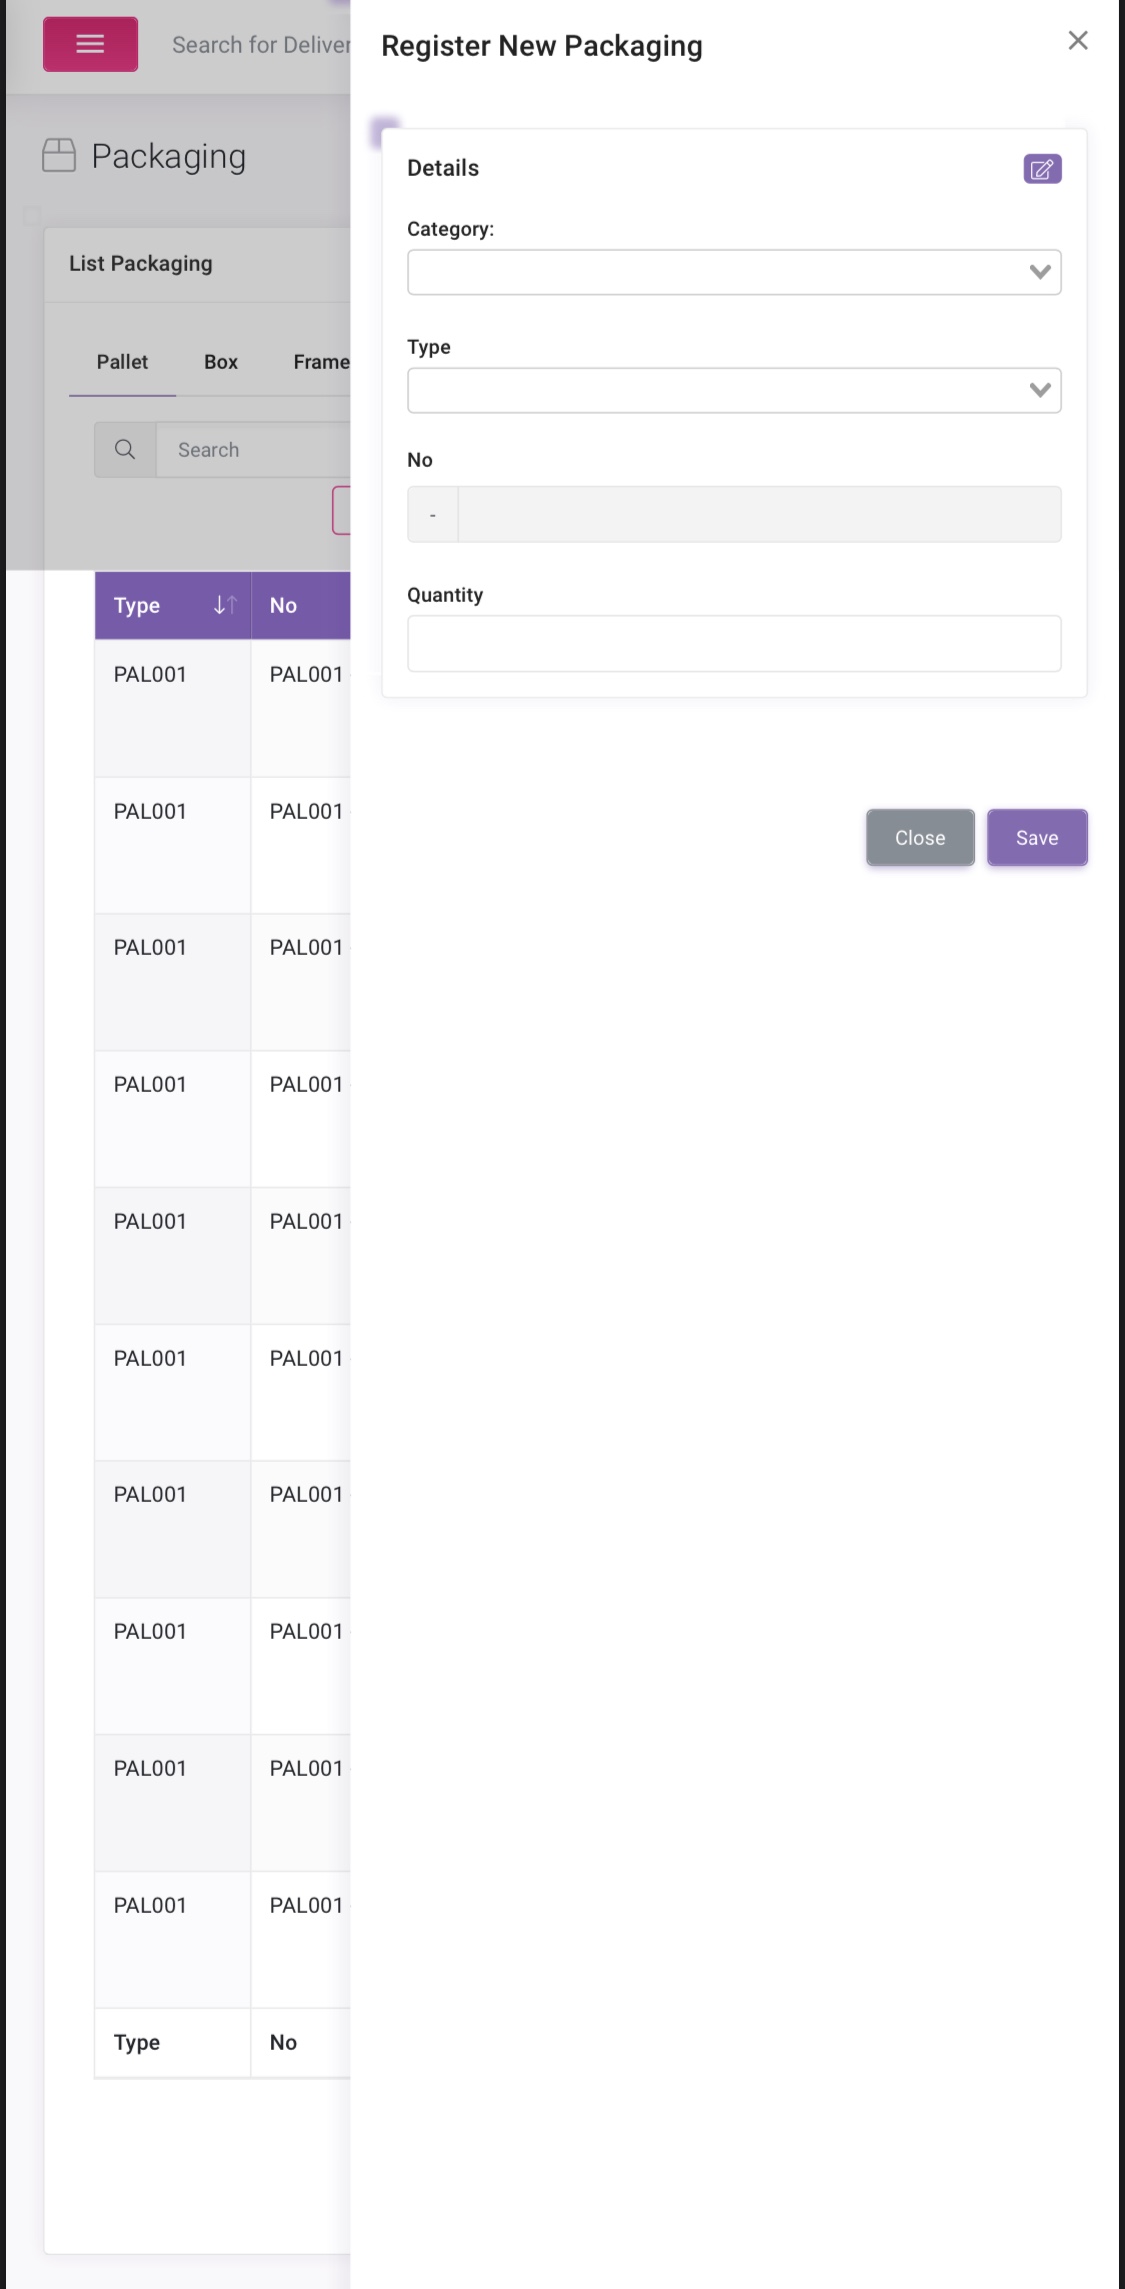 Search for Deliver
Register New Packaging
Packaging
Details
Category:
List Packaging
Type
Pallet Box Frame
Search
No
-
Quantity
Type No
PAL001 PAL001
PAL001 PAL001
Close Save
PAL001 PAL001
PAL001 PAL001
PAL001 PAL001
PAL001 PAL001
PAL001 PAL001
PAL001 PAL001
PAL001 PAL001
PAL001 PAL001
Type No